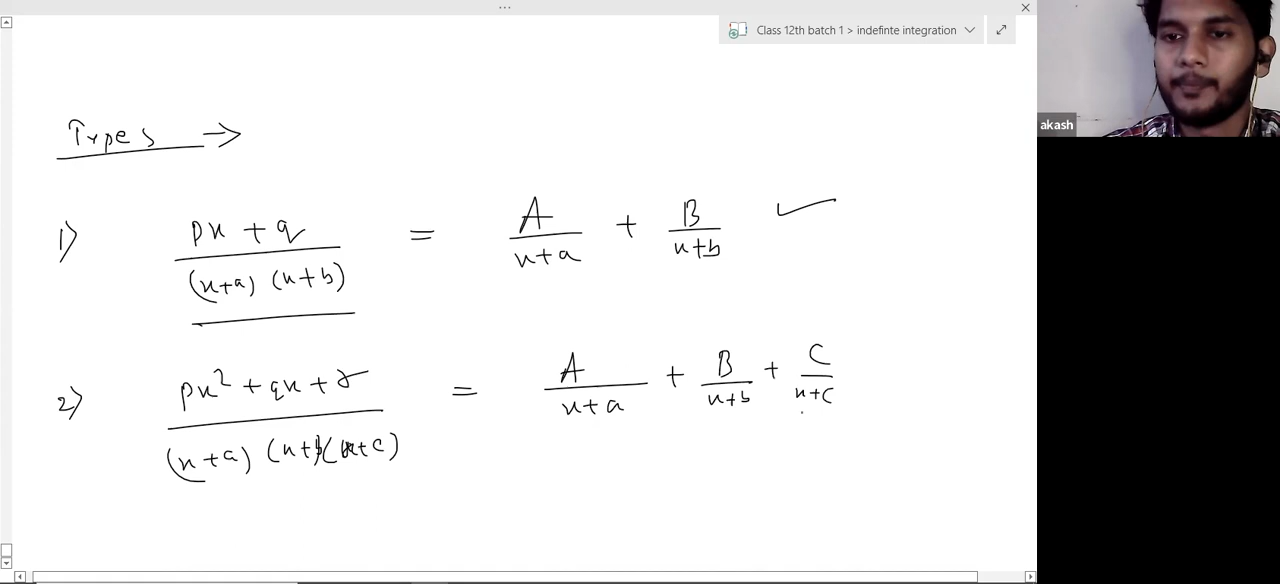 Class 12th batch 1 > indefinte integration
akash
Types →
1) px + q / (x+a) (x+b) = A / x+a + B / x+b ✓
2) px² + qx + r / (x+a) (x+b) (x+c) = A / x+a + B / x+b + C / x+c